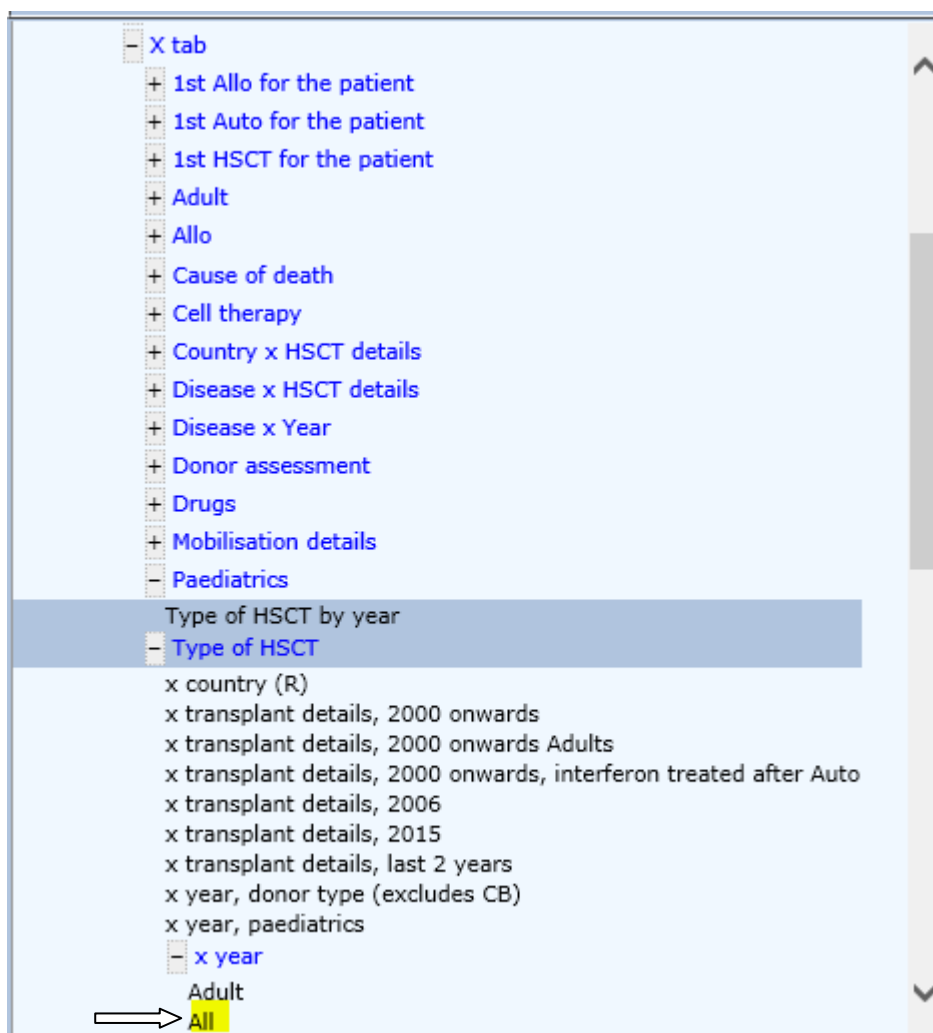 - X tab
+ 1st Allo for the patient
+ 1st Auto for the patient
+ 1st HSCT for the patient
+ Adult
+ Allo
+ Cause of death
+ Cell therapy
+ Country x HSCT details
+ Disease x HSCT details
+ Disease x Year
+ Donor assessment
+ Drugs
+ Mobilisation details
- Paediatrics
Type of HSCT by year
- Type of HSCT
x country (R)
x transplant details, 2000 onwards
x transplant details, 2000 onwards Adults
x transplant details, 2000 onwards, interferon treated after Auto
x transplant details, 2006
x transplant details, 2015
x transplant details, last 2 years
x year, donor type (excludes CB)
x year, paediatrics
- x year
Adult
All